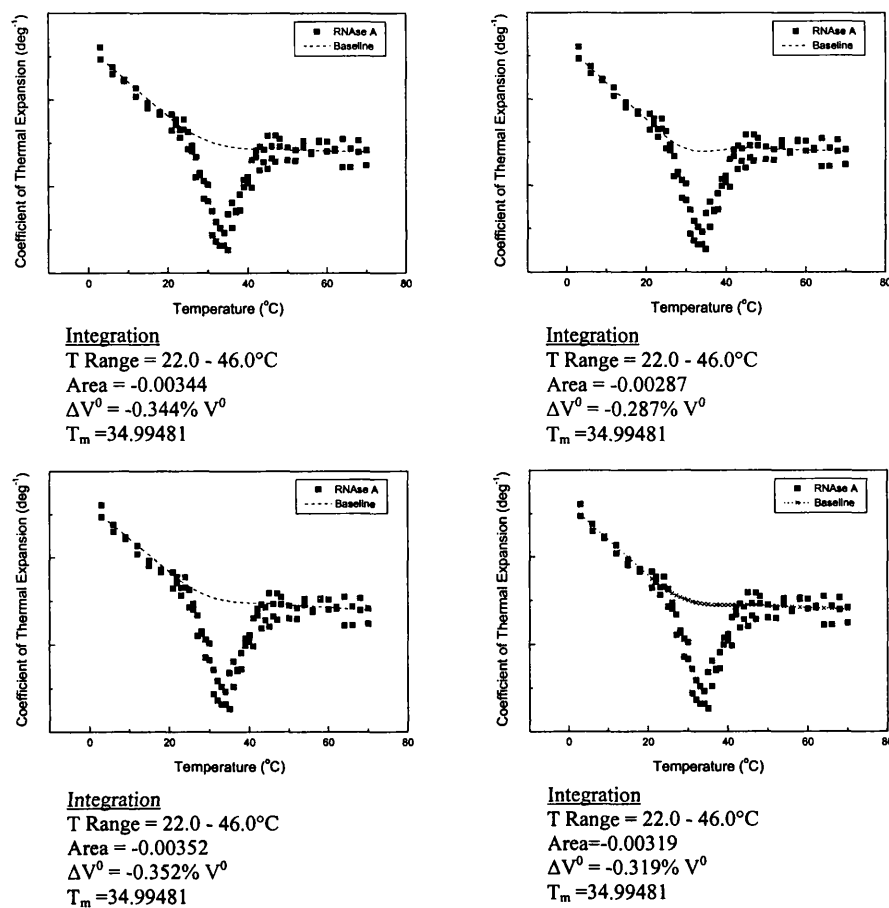 Coefficient of Thermal Expansion (deg⁻¹)
RNAse A
Baseline
0 20 40 60 80
Temperature (°C)
Integration
T Range = 22.0 - 46.0°C
Area = -0.00344
ΔV⁰ = -0.344% V⁰
Tₘ =34.99481
Coefficient of Thermal Expansion (deg⁻¹)
RNAse A
Baseline
0 20 40 60 80
Temperature (°C)
Integration
T Range = 22.0 - 46.0°C
Area = -0.00287
ΔV⁰ = -0.287% V⁰
Tₘ =34.99481
Coefficient of Thermal Expansion (deg⁻¹)
RNAse A
Baseline
0 20 40 60 80
Temperature (°C)
Integration
T Range = 22.0 - 46.0°C
Area = -0.00352
ΔV⁰ = -0.352% V⁰
Tₘ =34.99481
Coefficient of Thermal Expansion (deg⁻¹)
RNAse A
Baseline
0 20 40 60 80
Temperature (°C)
Integration
T Range = 22.0 - 46.0°C
Area=-0.00319
ΔV⁰ = -0.319% V⁰
Tₘ =34.99481